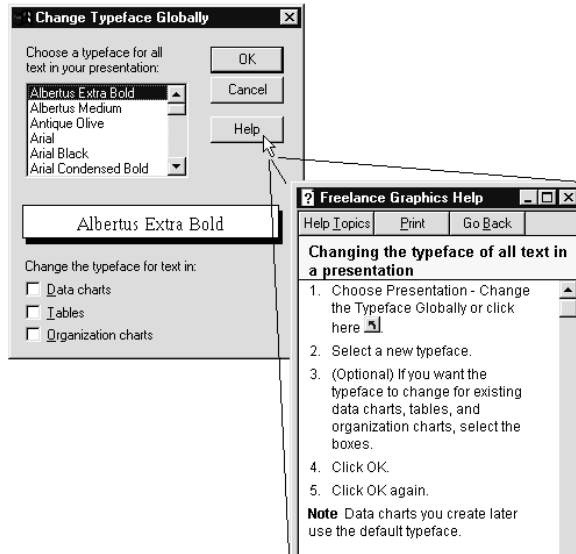 Change Typeface Globally
Choose a typeface for all
text in your presentation:
Albertus Extra Bold
Albertus Medium
Antique Olive
Arial
Arial Black
Arial Condensed Bold
OK
Cancel
Help
Albertus Extra Bold
Change the typeface for text in:
Data charts
Tables
Organization charts
? Freelance Graphics Help
Help Topics Print Go Back
Changing the typeface of all text in
a presentation
1. Choose Presentation - Change
the Typeface Globally or click
here
2. Select a new typeface.
3. (Optional) If you want the
typeface to change for existing
data charts, tables, and
organization charts, select the
boxes.
4. Click OK.
5. Click OK again.
Note Data charts you create later
use the default typeface.